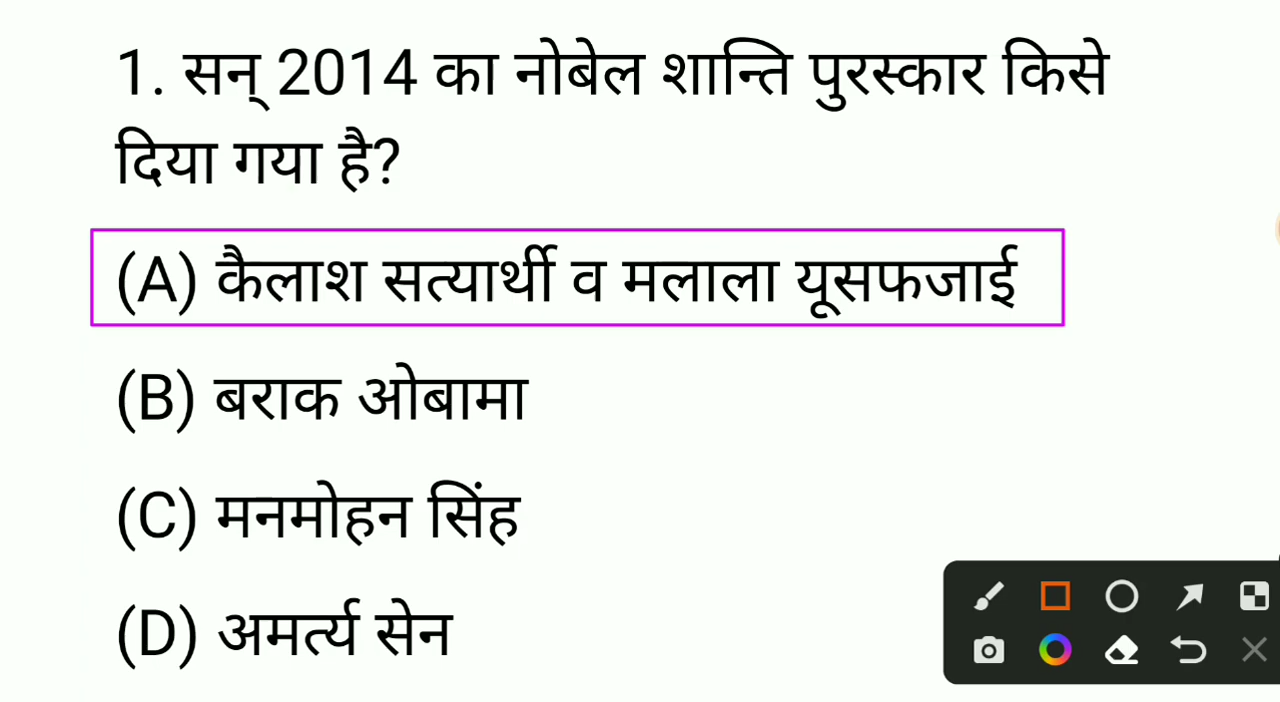 1. सन् 2014 का नोबेल शान्ति पुरस्कार किसे
दिया गया है?
(A) कैलाश सत्यार्थी व मलाला यूसफजाई
(B) बराक ओबामा
(C) मनमोहन सिंह
(D) अमर्त्य सेन